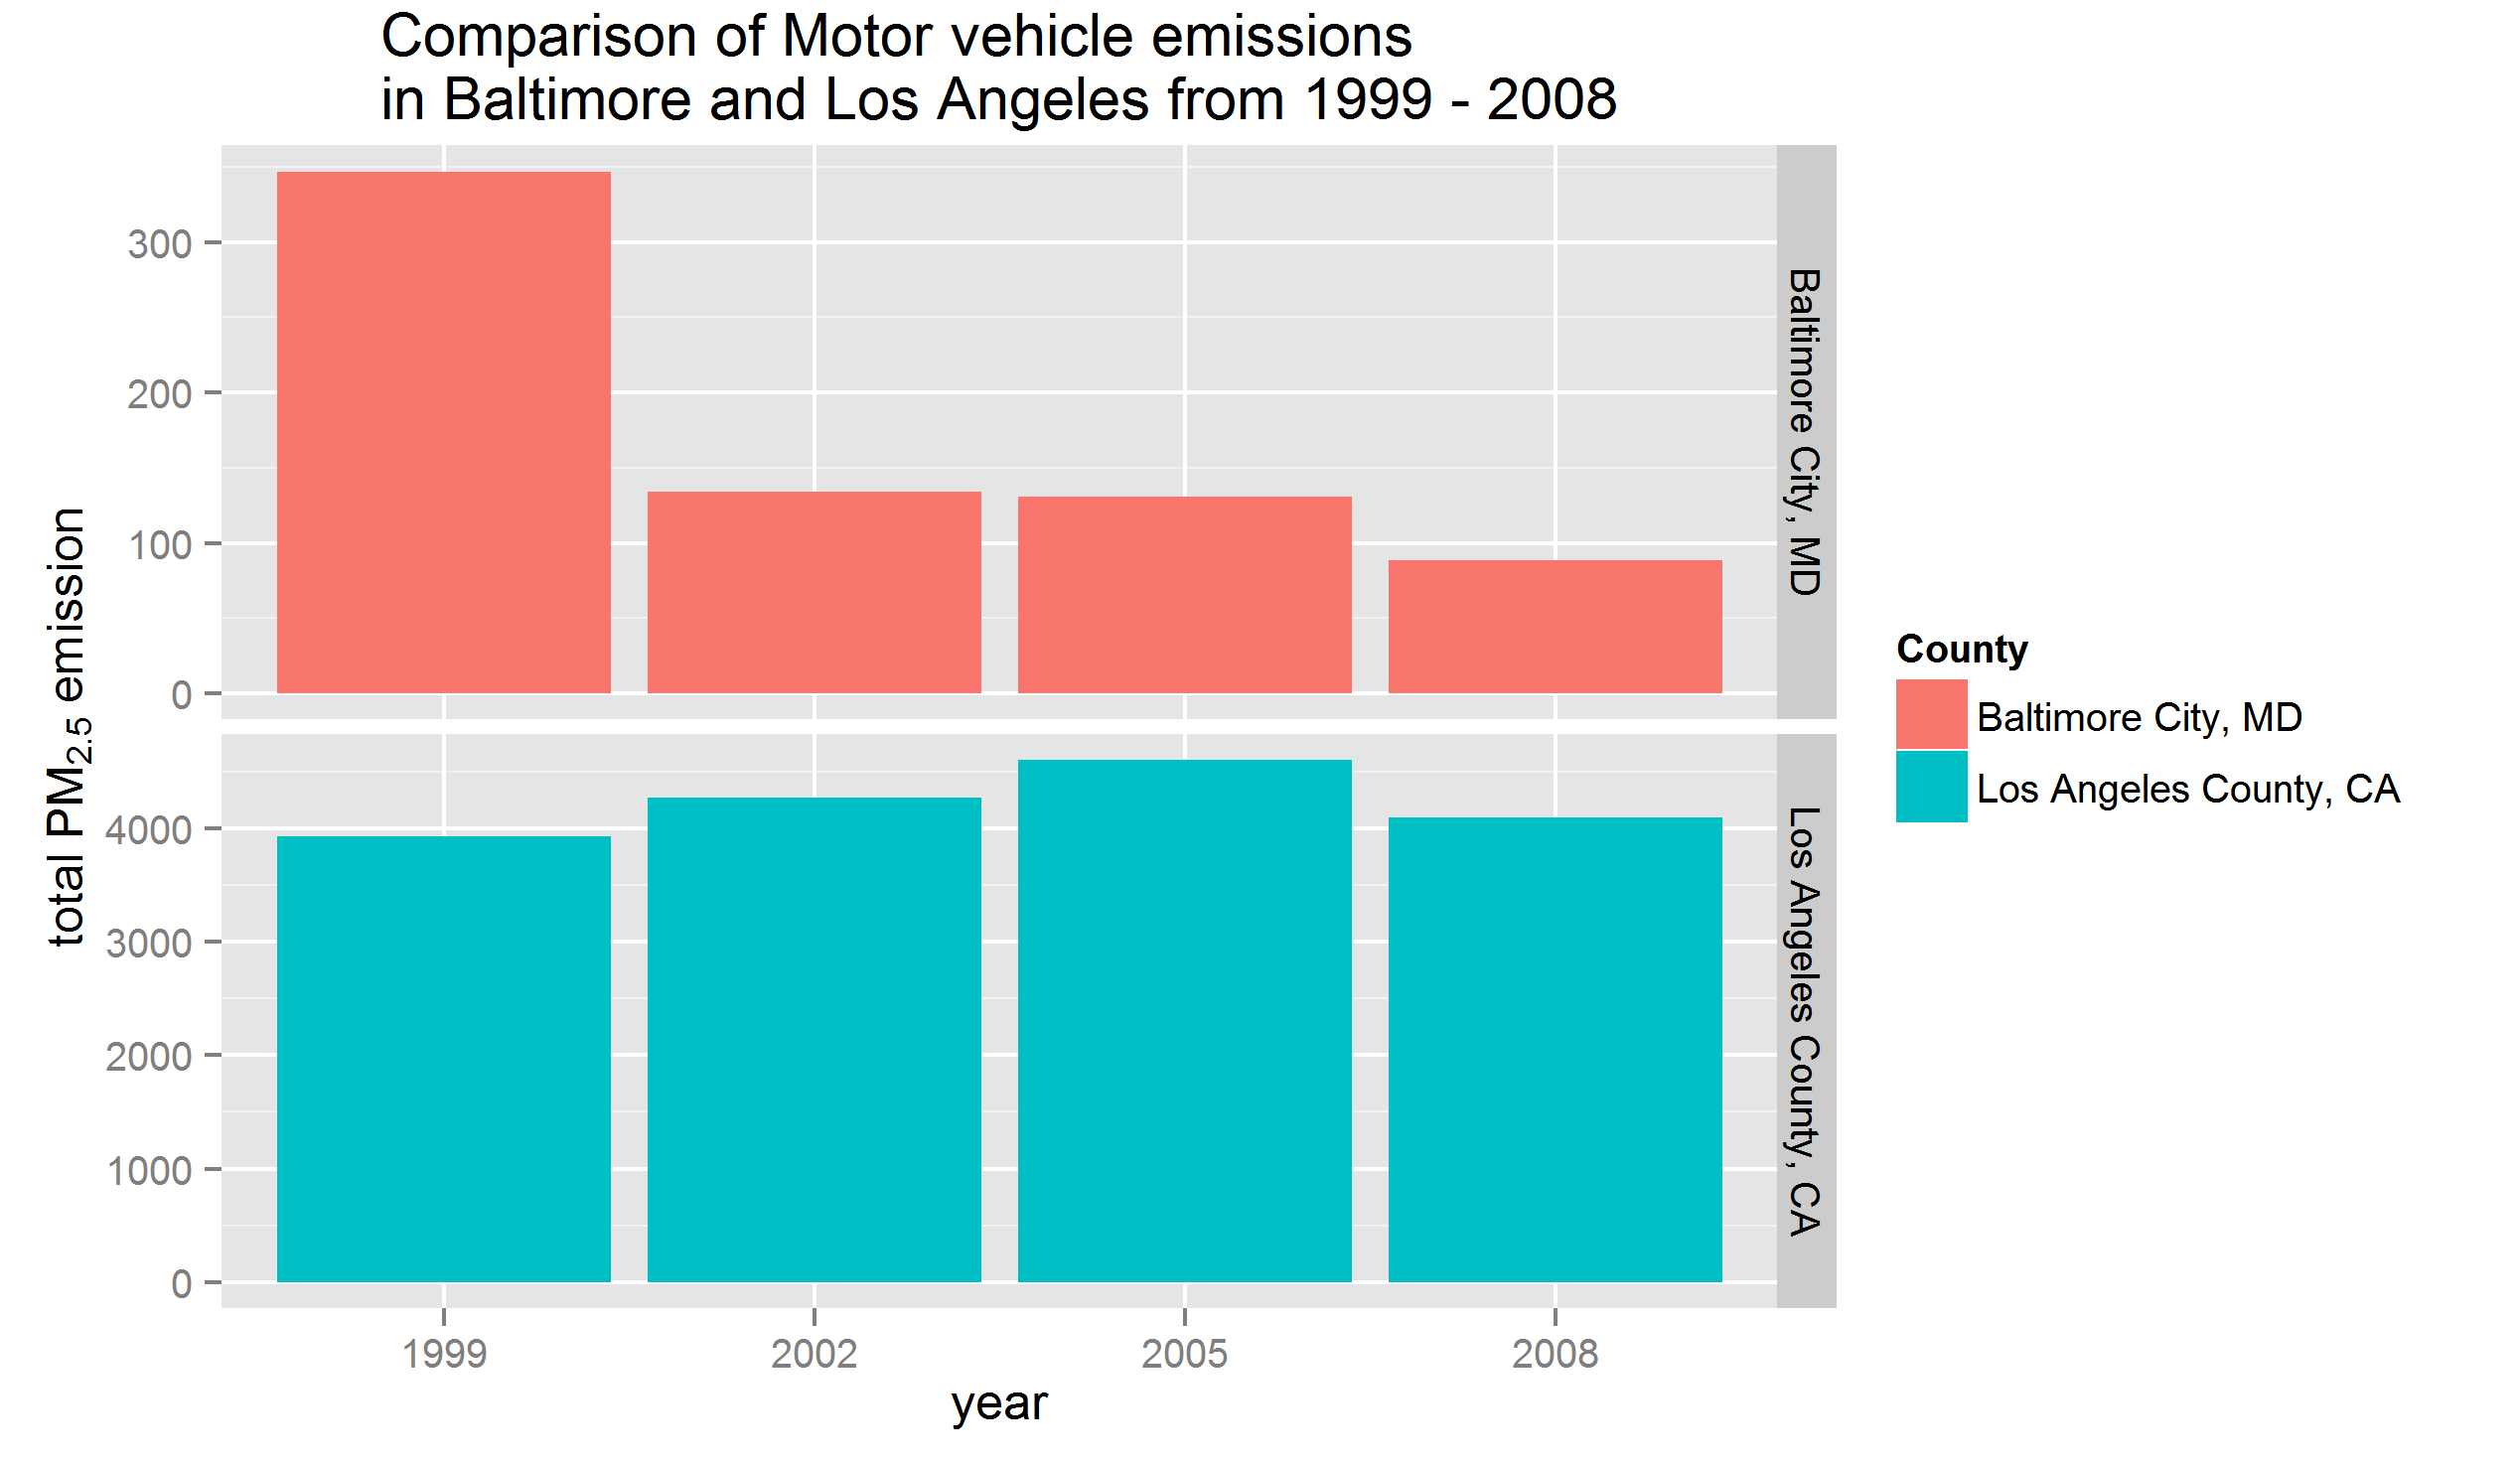 Comparison of Motor vehicle emissions
in Baltimore and Los Angeles from 1999 - 2008
total PM2.5 emission
300
200
100
0
Baltimore City, MD
4000
3000
2000
1000
0
Los Angeles County, CA
1999
2002
2005
2008
year
County
Baltimore City, MD
Los Angeles County, CA